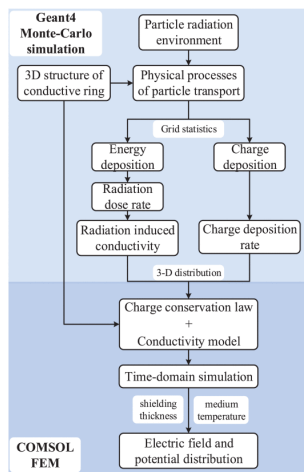 Geant4
Monte-Carlo
simulation
Particle radiation
environment
3D structure of
conductive ring
Physical processes
of particle transport
Grid statistics
Energy
deposition
Charge
deposition
Radiation
dose rate
Radiation induced
conductivity
Charge deposition
rate
3-D distribution
Charge conservation law
+
Conductivity model
Time-domain simulation
shielding
thickness
medium
temperature
Electric field and
potential distribution
COMSOL
FEM